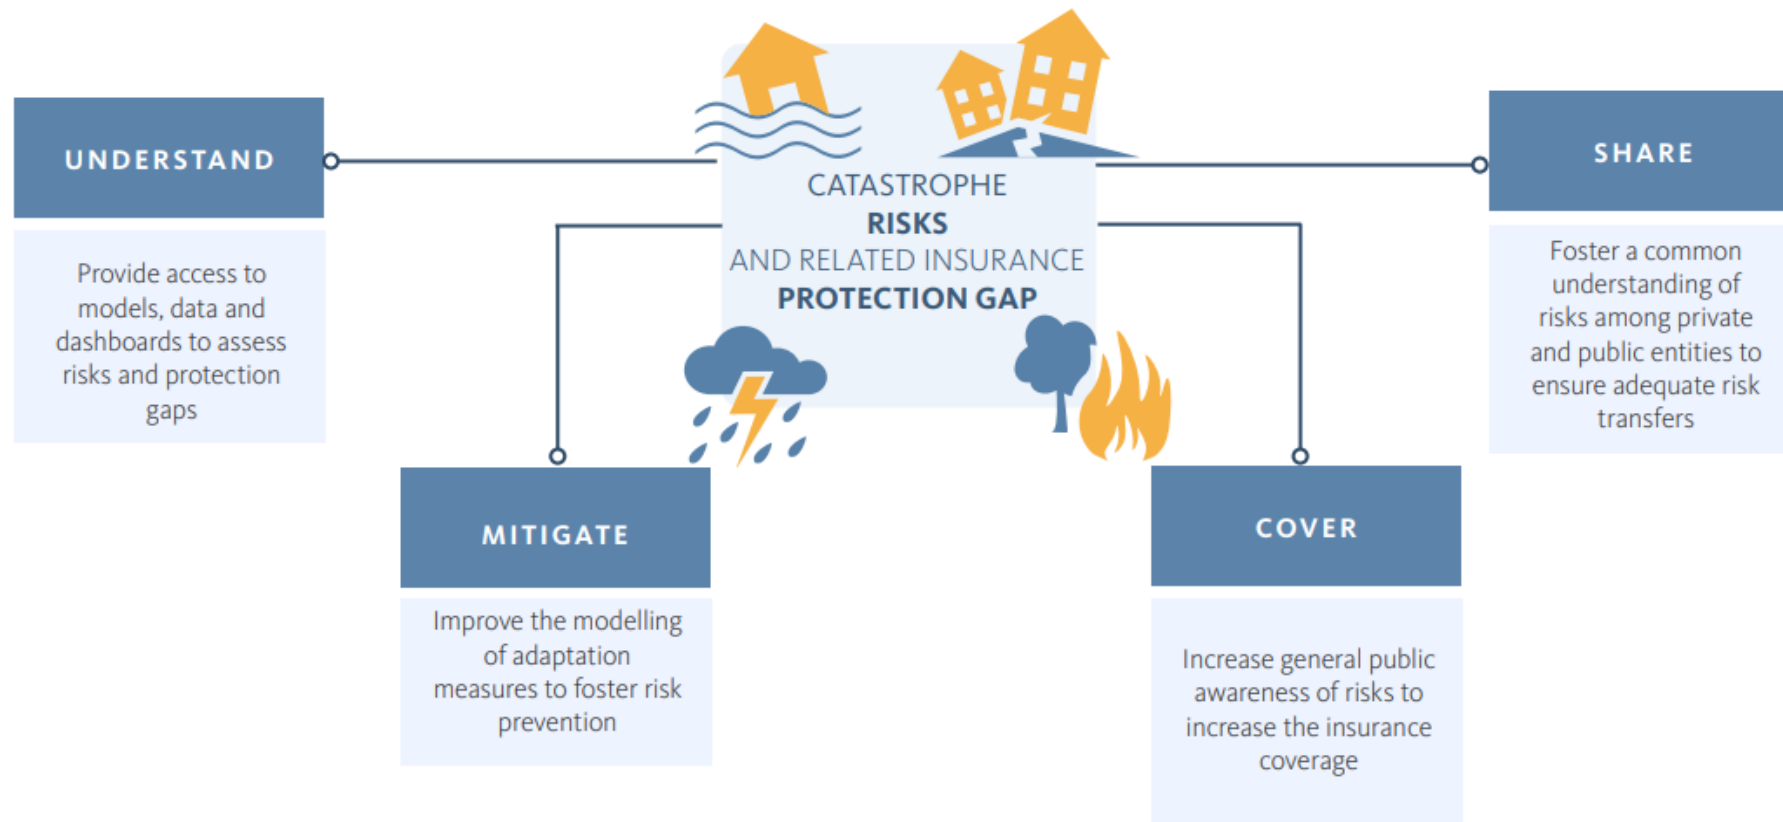 CATASTROPHE
RISKS
AND RELATED INSURANCE
PROTECTION GAP
UNDERSTAND
Provide access to
models, data and
dashboards to assess
risks and protection
gaps
MITIGATE
Improve the modelling
of adaptation
measures to foster risk
prevention
COVER
Increase general public
awareness of risks to
increase the insurance
coverage
SHARE
Foster a common
understanding of
risks among private
and public entities to
ensure adequate risk
transfers